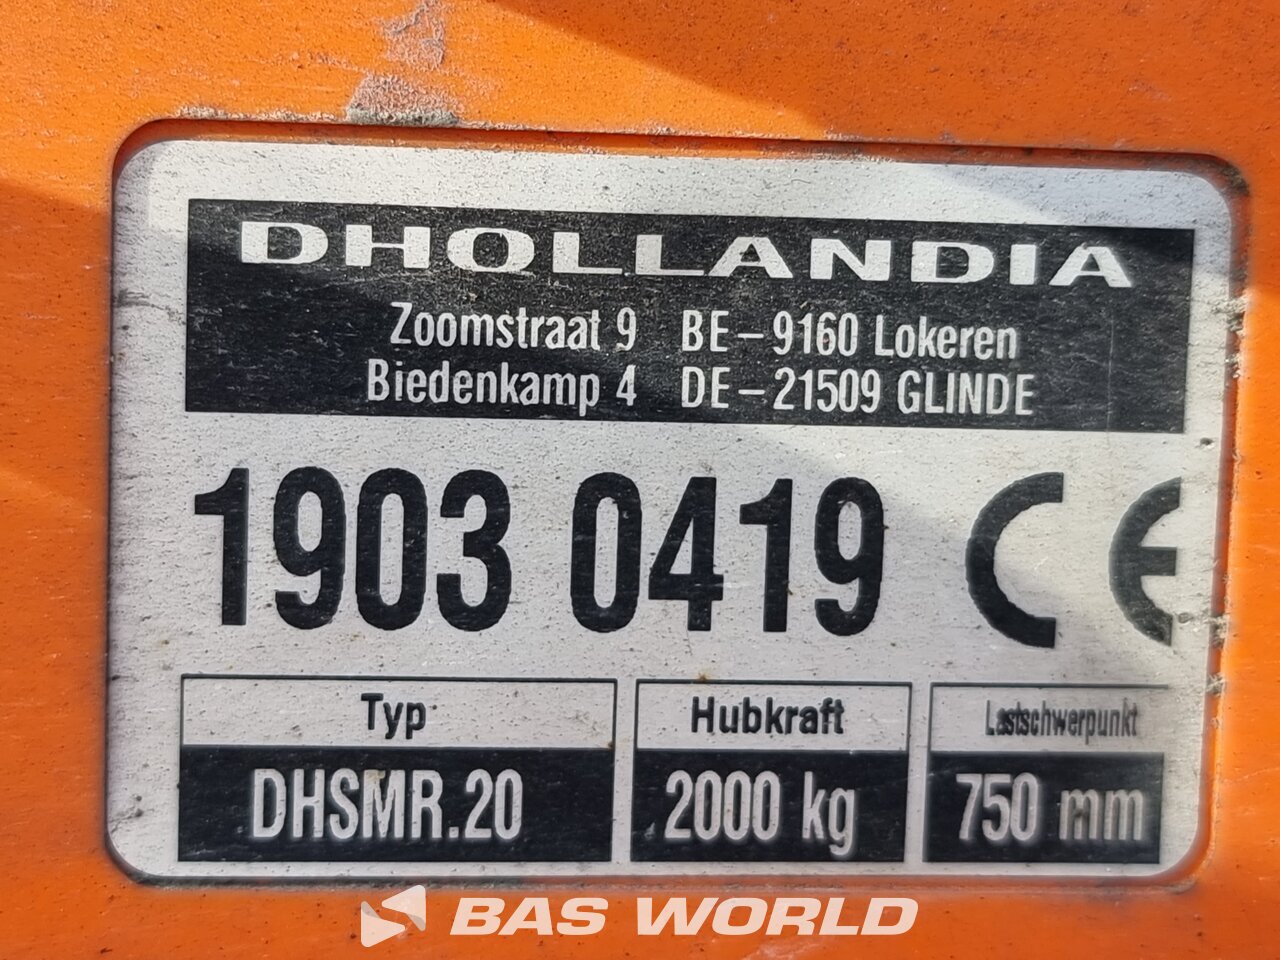 DHOLLANDIA
Zoomstraat 9 BE-9160 Lokeren
Biedenkamp 4 DE-21509 GLINDE
1903 0419 CE
Typ Hubkraft Lastschwerpunkt
DHSMR.20 2000 kg 750 mm
BAS WORLD